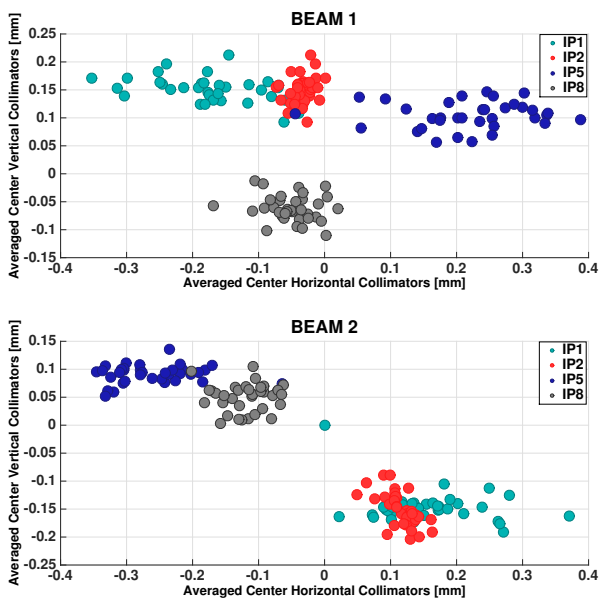 BEAM 1
Averaged Center Vertical Collimators [mm]
0.25
0.2
0.15
0.1
0.05
0
-0.05
-0.1
-0.15
-0.4 -0.3 -0.2 -0.1 0 0.1 0.2 0.3 0.4
Averaged Center Horizontal Collimators [mm]
IP1
IP2
IP5
IP8
BEAM 2
Averaged Center Vertical Collimators [mm]
0.15
0.1
0.05
0
-0.05
-0.1
-0.15
-0.2
-0.25
-0.4 -0.3 -0.2 -0.1 0 0.1 0.2 0.3 0.4
Averaged Center Horizontal Collimators [mm]
IP1
IP2
IP5
IP8